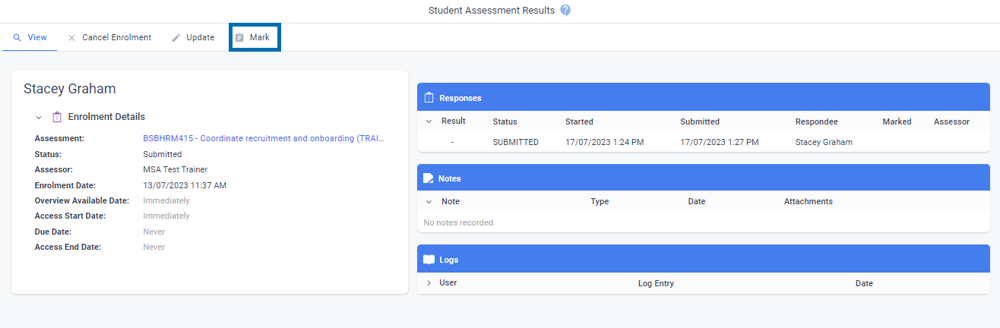 Student Assessment Results ?
View Cancel Enrolment Update Mark
Stacey Graham
Enrolment Details
Assessment: BSBHRM415 - Coordinate recruitment and onboarding (TRAI...
Status: Submitted
Assessor: MSA Test Trainer
Enrolment Date: 13/07/2023 11:37 AM
Overview Available Date: Immediately
Access Start Date: Immediately
Due Date: Never
Access End Date: Never
Responses
Result Status Started Submitted Respondee Marked Assessor
- SUBMITTED 17/07/2023 1:24 PM 17/07/2023 1:27 PM Stacey Graham
Notes
Note Type Date Attachments
No notes recorded
Logs
User Log Entry Date